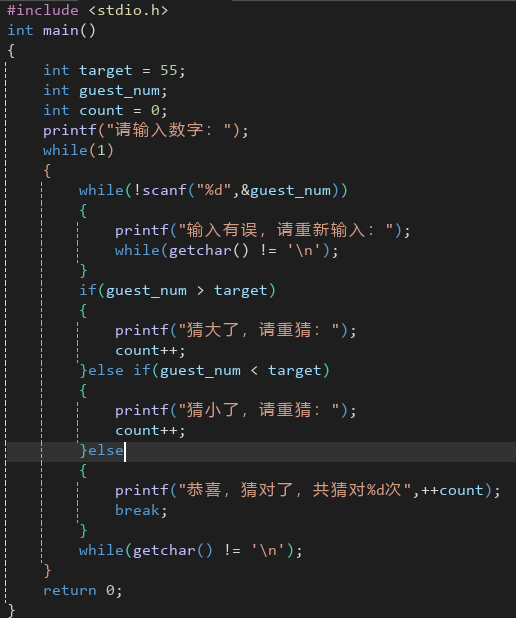 #include <stdio.h>
int main()
{
    int target = 55;
    int guest_num;
    int count = 0;
    printf("请输入数字：");
    while(1)
    {
        while(!scanf("%d",&guest_num))
        {
            printf("输入有误，请重新输入：");
            while(getchar() != '\n');
        }
        if(guest_num > target)
        {
            printf("猜大了，请重猜：");
            count++;
        }else if(guest_num < target)
        {
            printf("猜小了，请重猜：");
            count++;
        }else
        {
            printf("恭喜，猜对了，共猜对%d次",++count);
            break;
        }
        while(getchar() != '\n');
    }
    return 0;
}